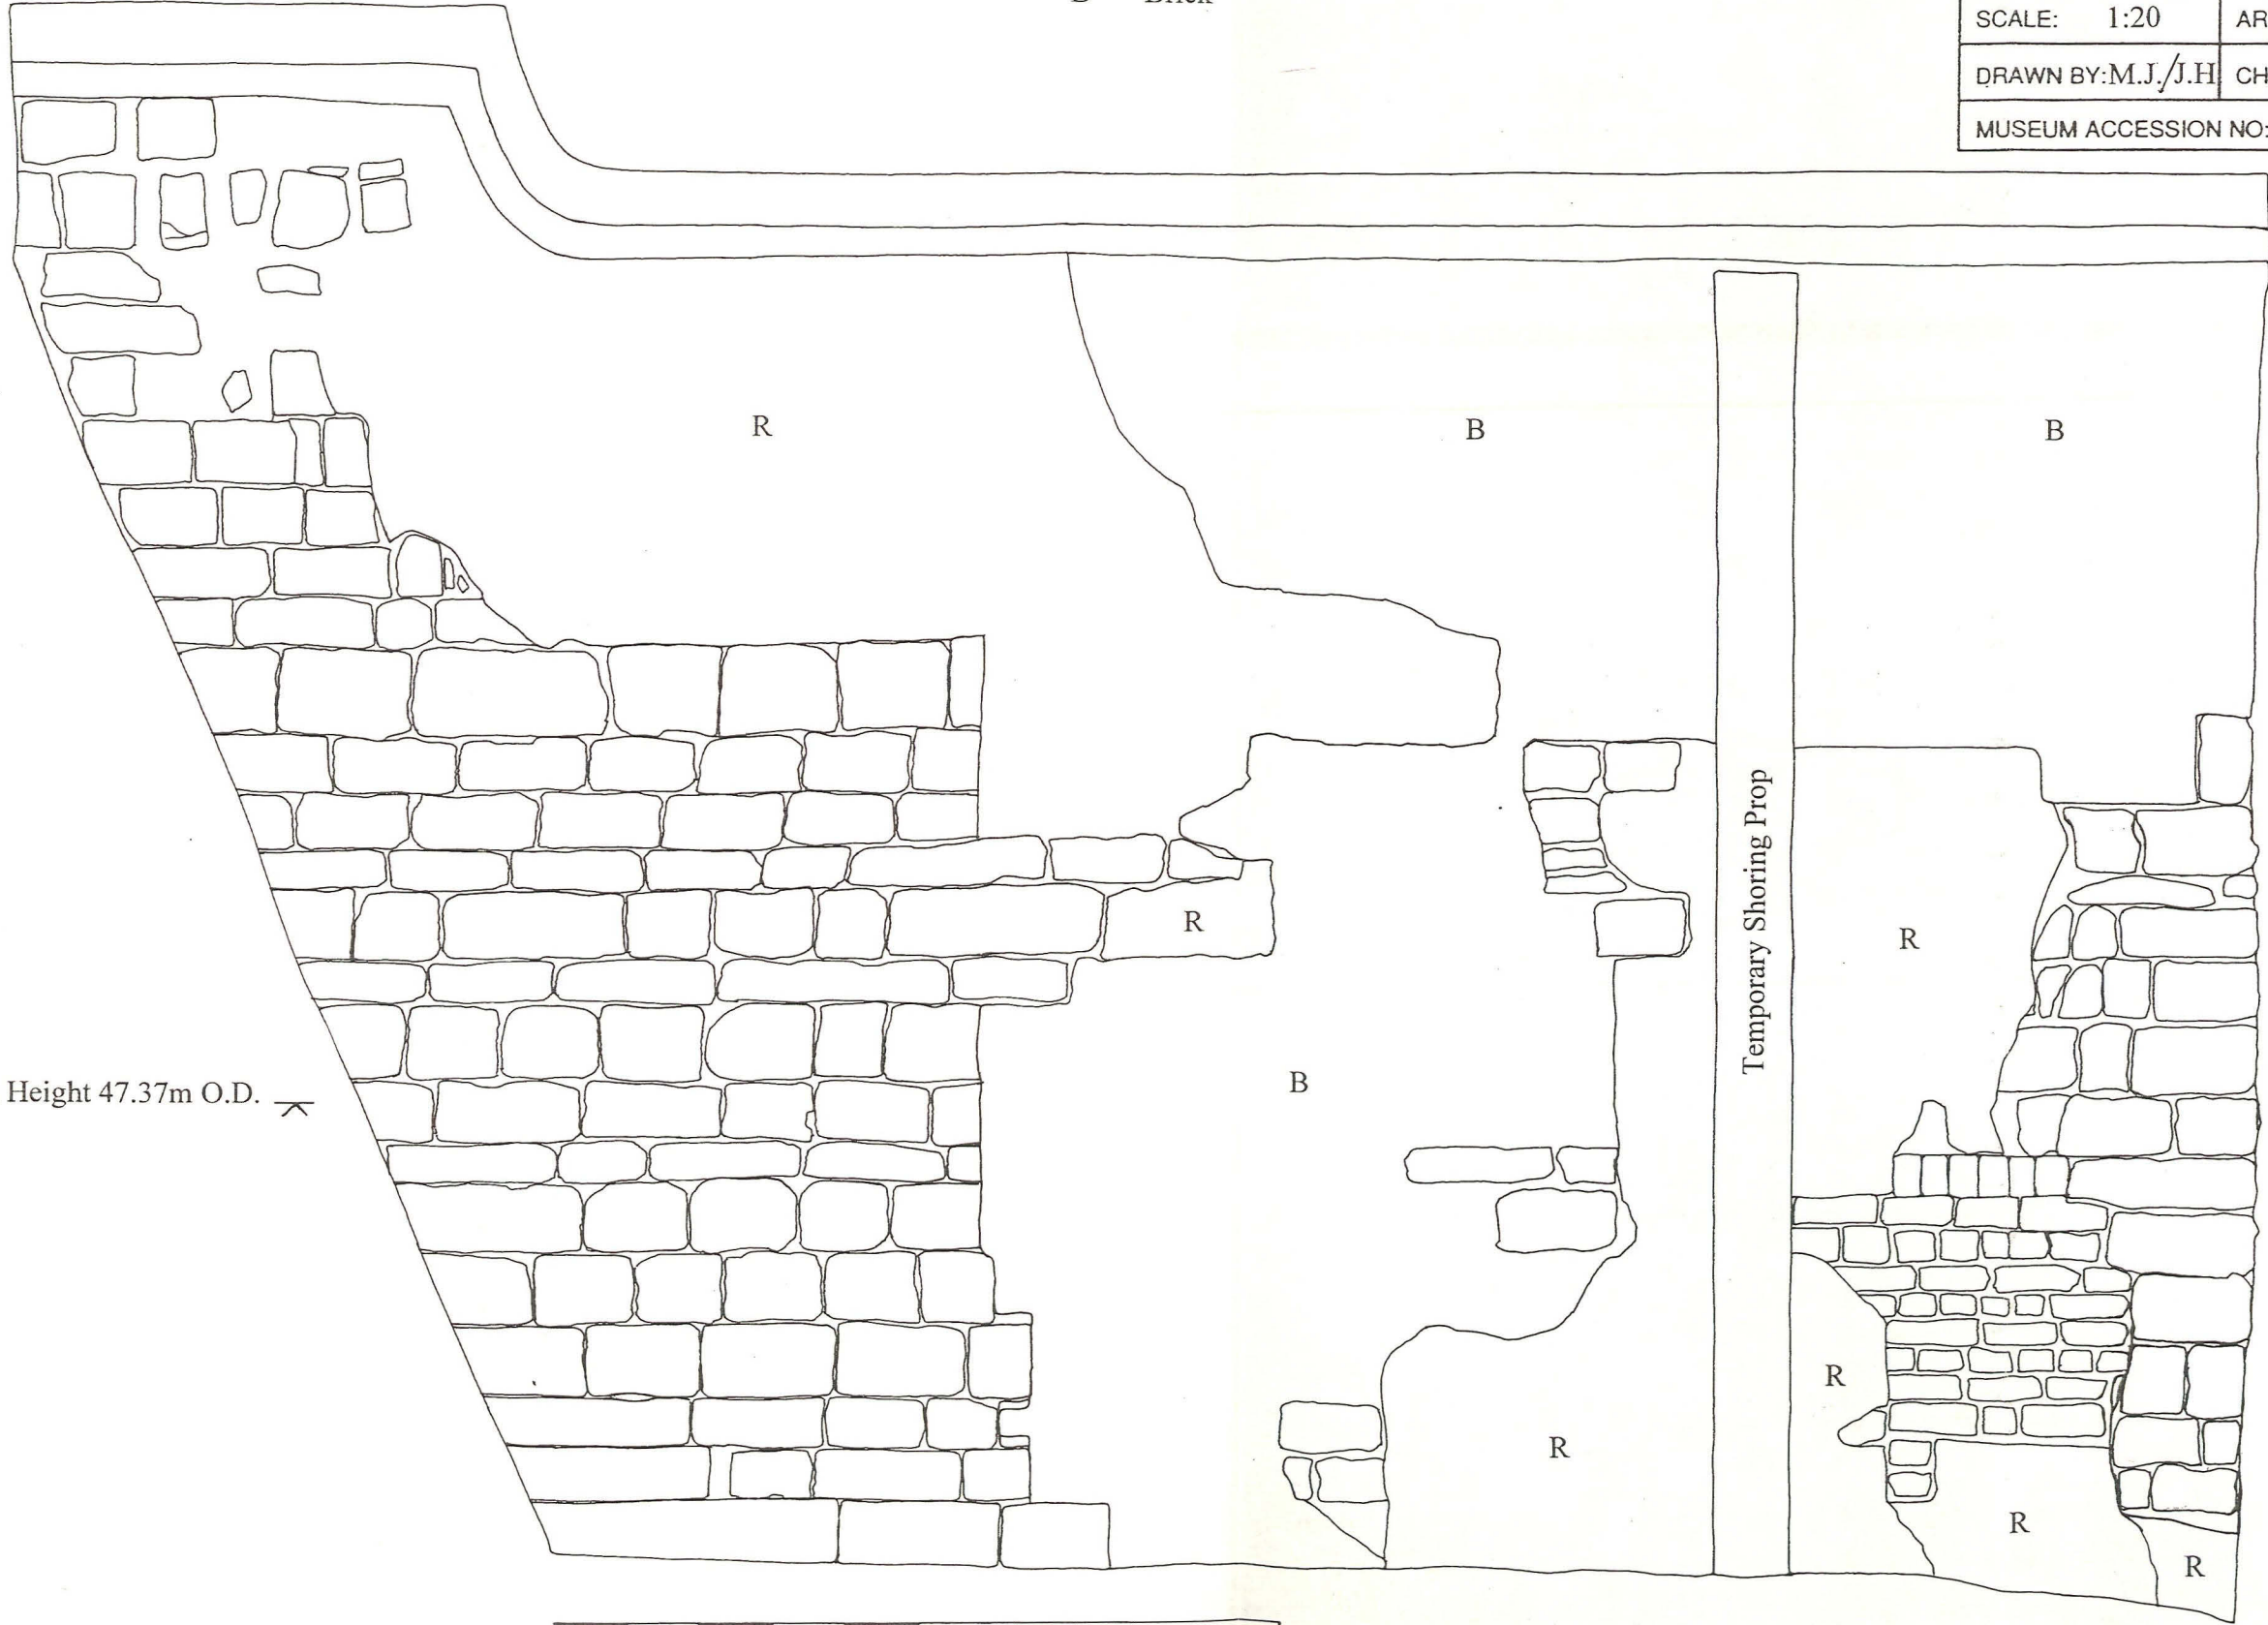 Brick
SCALE: 1:20 AR
DRAWN BY: M.J./J.H CH
MUSEUM ACCESSION NO:
R
B
B
Temporary Shoring Prop
R
R
Height 47.37m O.D.
B
R
R
R
R